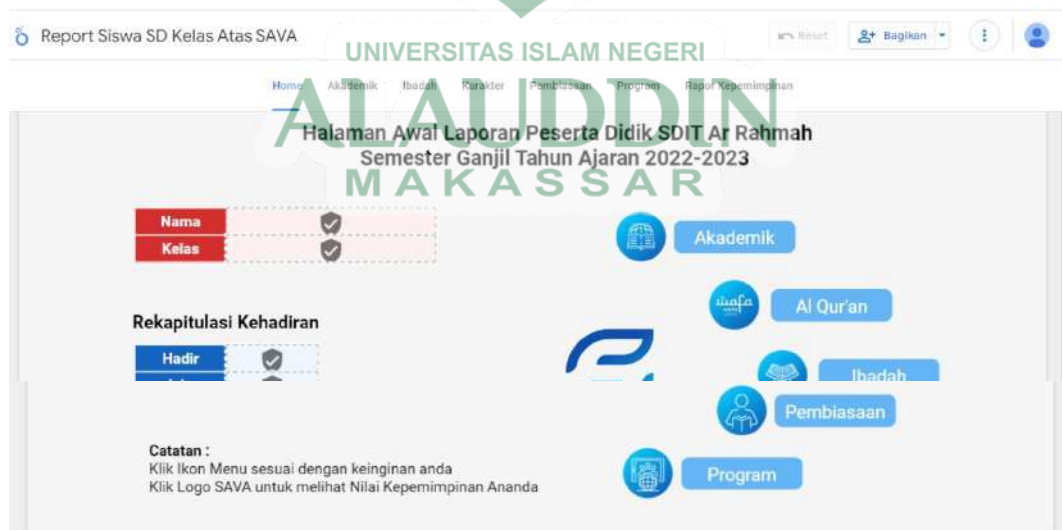 Report Siswa SD Kelas Atas SAVA
Reset
Bagikan
UNIVERSITAS ISLAM NEGERI
Home Akademik Ibadah Karakter Pembiasaan Program Rapor Kepemimpinan
ALAUDDIN
Halaman Awal Laporan Peserta Didik SDIT Ar Rahmah
Semester Ganjil Tahun Ajaran 2022-2023
MAKASSAR
Nama
Kelas
Akademik
wafa
Al Qur'an
Rekapitulasi Kehadiran
Hadir
Ibadah
Pembiasaan
Catatan :
Klik Ikon Menu sesuai dengan keinginan anda
Klik Logo SAVA untuk melihat Nilai Kepemimpinan Ananda
Program